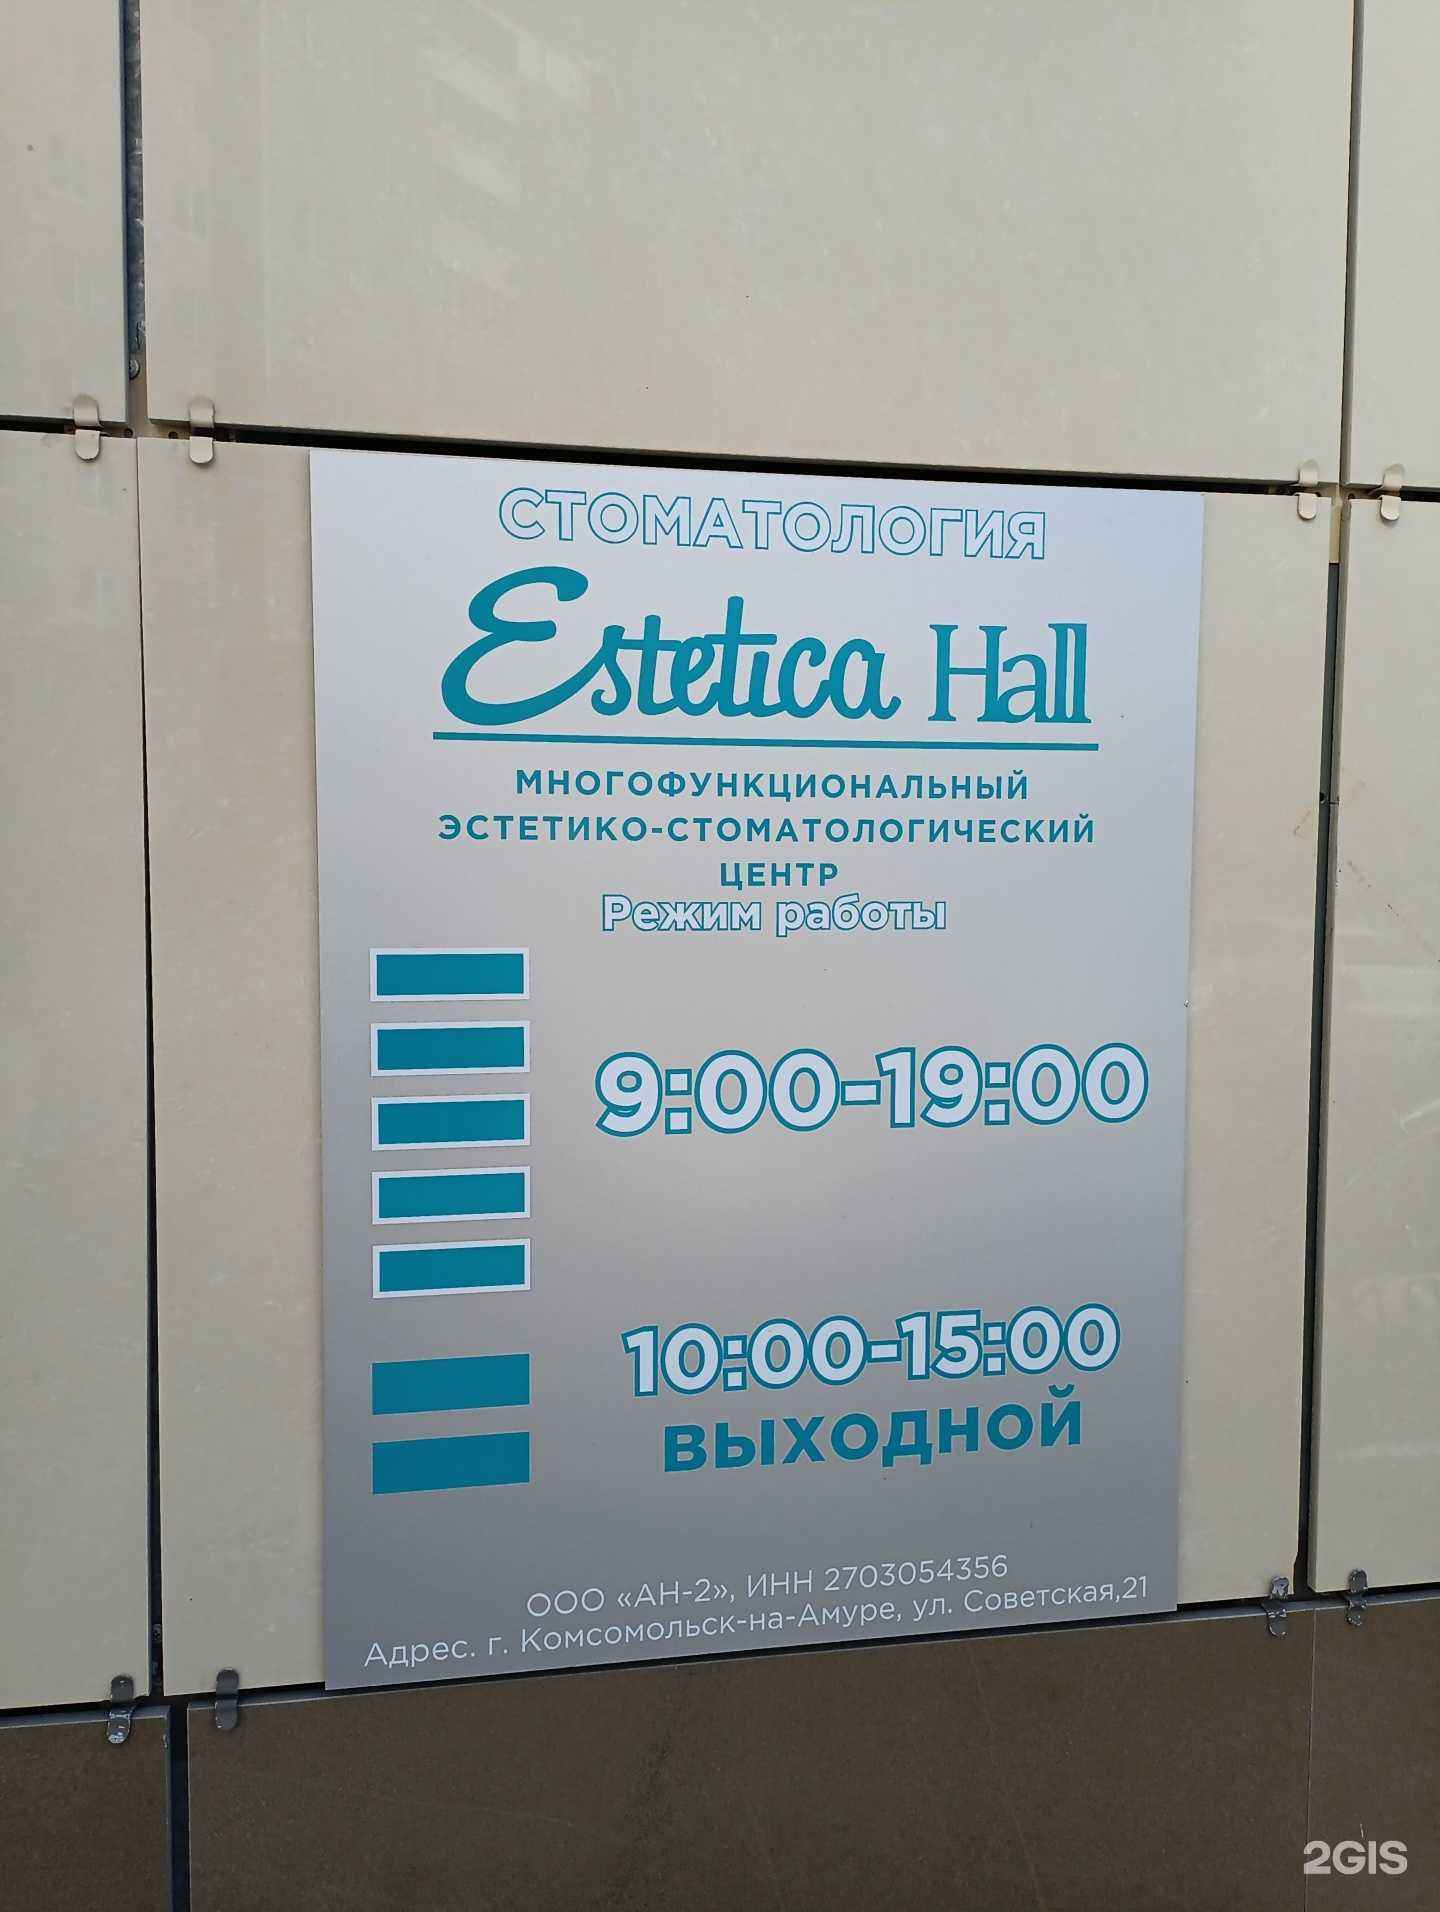 СТОМАТОЛОГИЯ
Estetica Hall
МНОГОФУНКЦИОНАЛЬНЫЙ
ЭСТЕТИКО-СТОМАТОЛОГИЧЕСКИЙ
ЦЕНТР
Режим работы
9:00-19:00
10:00-15:00
ВЫХОДНОЙ
ООО «АН-2», ИНН 2703054356
Адрес. г. Комсомольск-на-Амуре, ул. Советская,21
2GIS